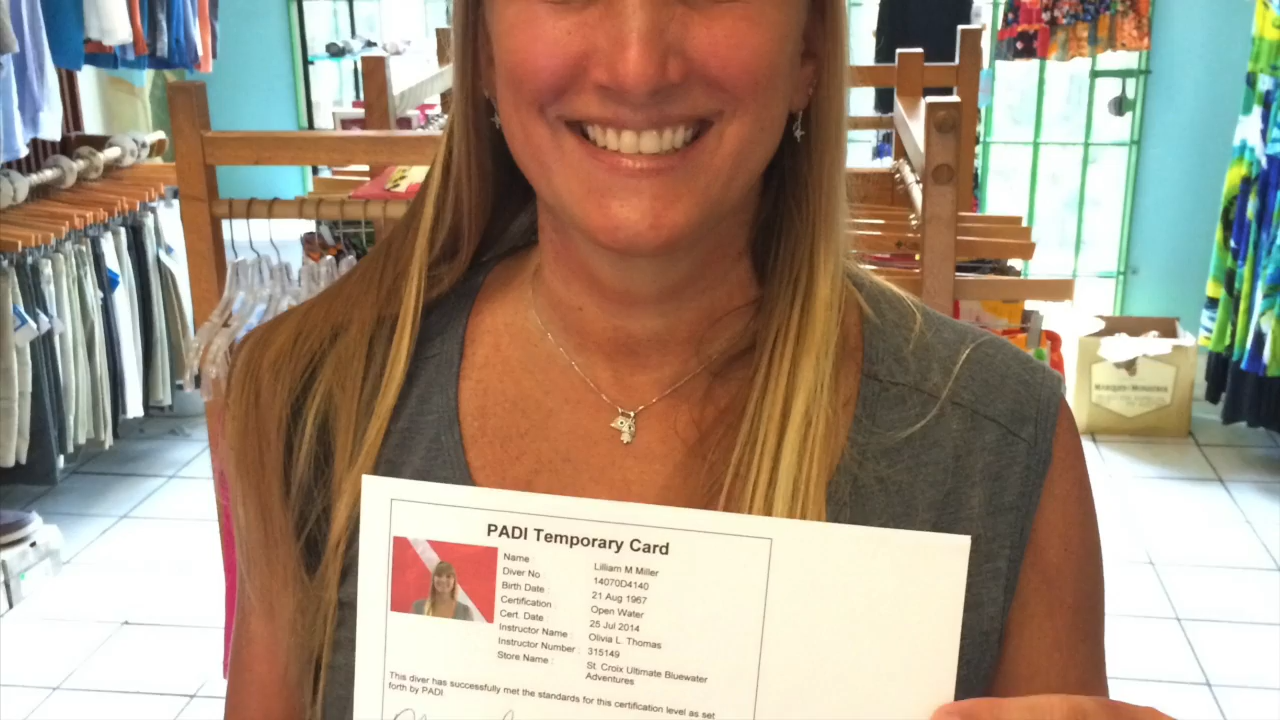 PADI Temporary Card
Name : Lilliam M Miller
Diver No : 14070D4140
Birth Date : 21 Aug 1967
Certification : Open Water
Cert. Date : 25 Jul 2014
Instructor Name : Olivia L. Thomas
Instructor Number : 315149
Store Name : St. Croix Ultimate Bluewater
Adventures
This diver has successfully met the standards for this certification level as set
forth by PADI